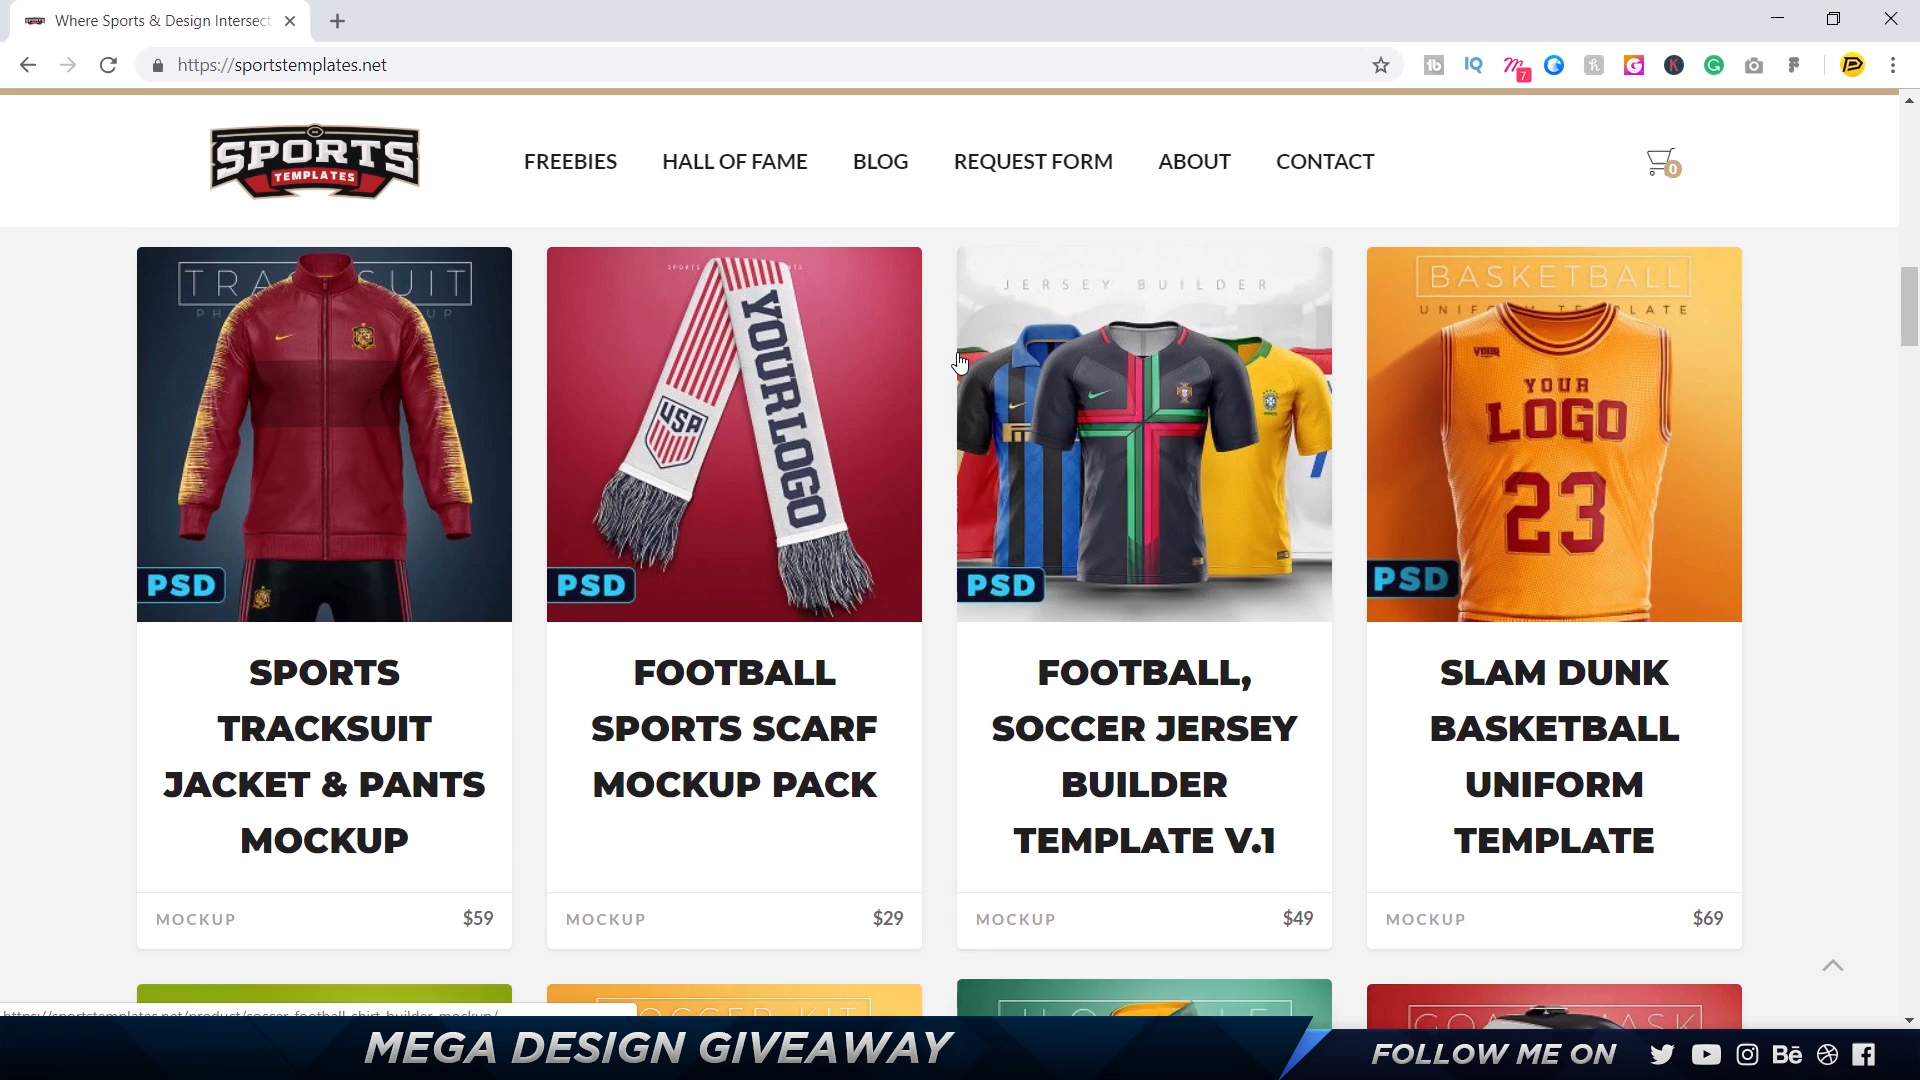 Where Sports & Design Intersect
https://sportstemplates.net
7
SPORTS
TEMPLATES
FREEBIES
HALL OF FAME
BLOG
REQUEST FORM
ABOUT
CONTACT
0
PSD
USA
YOUR LOGO
PSD
JERSEY BUILDER
PSD
BASKETBALL
YOUR
LOGO
23
PSD
SPORTS
TRACKSUIT
JACKET & PANTS
MOCKUP
FOOTBALL
SPORTS SCARF
MOCKUP PACK
FOOTBALL,
SOCCER JERSEY
BUILDER
TEMPLATE V.1
SLAM DUNK
BASKETBALL
UNIFORM
TEMPLATE
MOCKUP $59
MOCKUP $29
MOCKUP $49
MOCKUP $69
MEGA DESIGN GIVEAWAY
FOLLOW ME ON